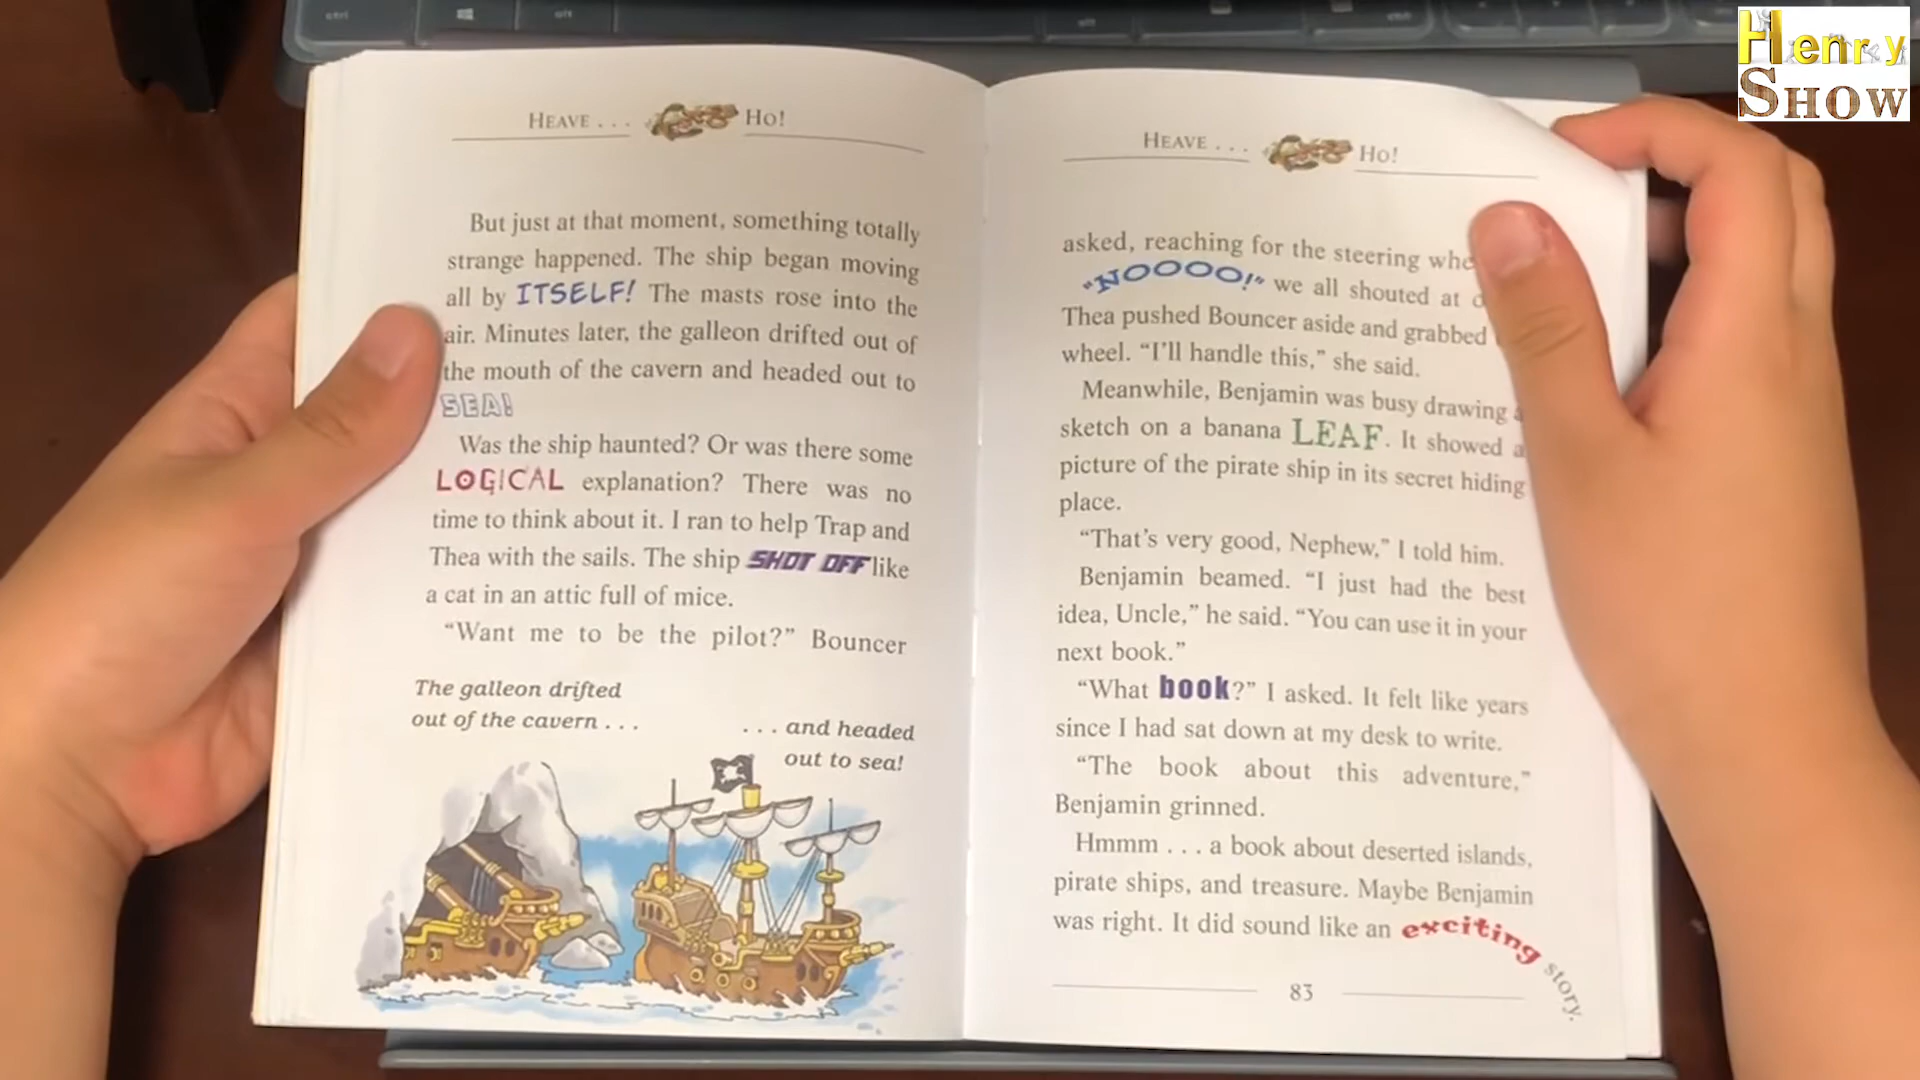 ctrl
alt
Henry
SHOW
HEAVE . . . HO!
But just at that moment, something totally
strange happened. The ship began moving
all by ITSELF! The masts rose into the
air. Minutes later, the galleon drifted out of
the mouth of the cavern and headed out to
SEA!
Was the ship haunted? Or was there some
LOGICAL explanation? There was no
time to think about it. I ran to help Trap and
Thea with the sails. The ship SHOT OFF like
a cat in an attic full of mice.
“Want me to be the pilot?” Bouncer
The galleon drifted
out of the cavern . . .
. . . and headed
out to sea!
HEAVE . . . HO!
asked, reaching for the steering
“NOOOO!” we all shouted at
Thea pushed Bouncer aside and grabbed
wheel. “I’ll handle this,” she said.
Meanwhile, Benjamin was busy drawing a
sketch on a banana LEAF. It showed a
picture of the pirate ship in its secret hiding
place.
“That’s very good, Nephew,” I told him.
Benjamin beamed. “I just had the best
idea, Uncle,” he said. “You can use it in your
next book.”
“What book?” I asked. It felt like years
since I had sat down at my desk to write.
“The book about this adventure,”
Benjamin grinned.
Hmmm . . . a book about deserted islands,
pirate ships, and treasure. Maybe Benjamin
was right. It did sound like an exciting story.
83